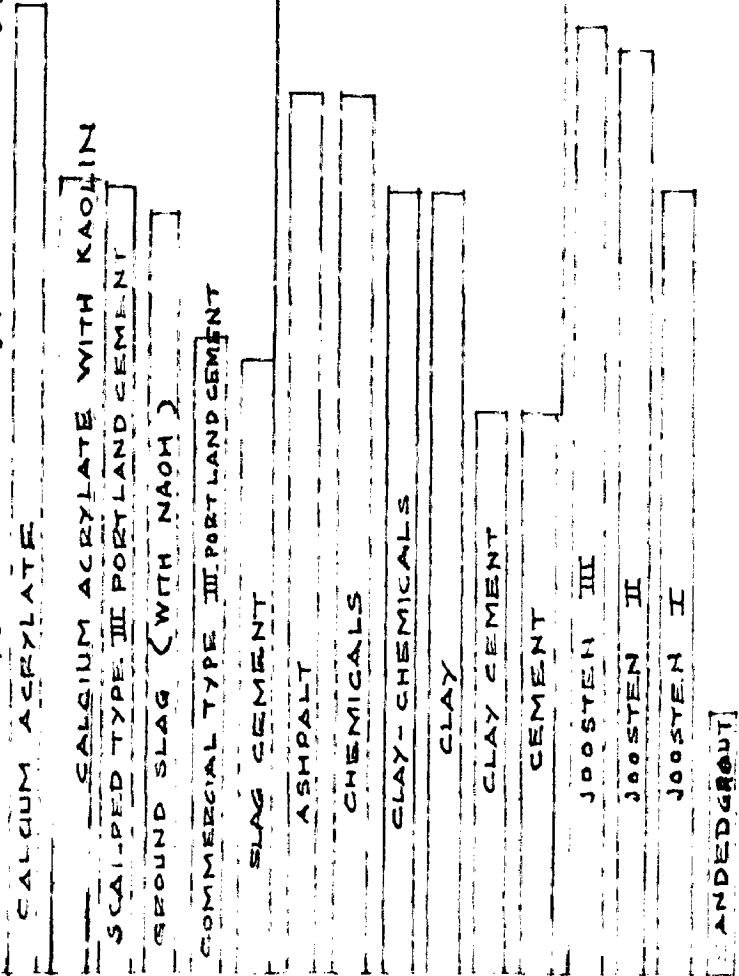 CALCIUM ACRYLATE
CALCIUM ACRYLATE WITH KAOLIN
SCALPED TYPE III PORTLAND CEMENT
GROUND SLAG (WITH NAOH)
COMMERCIAL TYPE III PORTLAND CEMENT
SLAG CEMENT
ASHPALT
CHEMICALS
CLAY-CHEMICALS
CLAY
CLAY CEMENT
CEMENT
JOOSTEN III
JOOSTEN II
JOOSTEN I
ANDEDGROUT